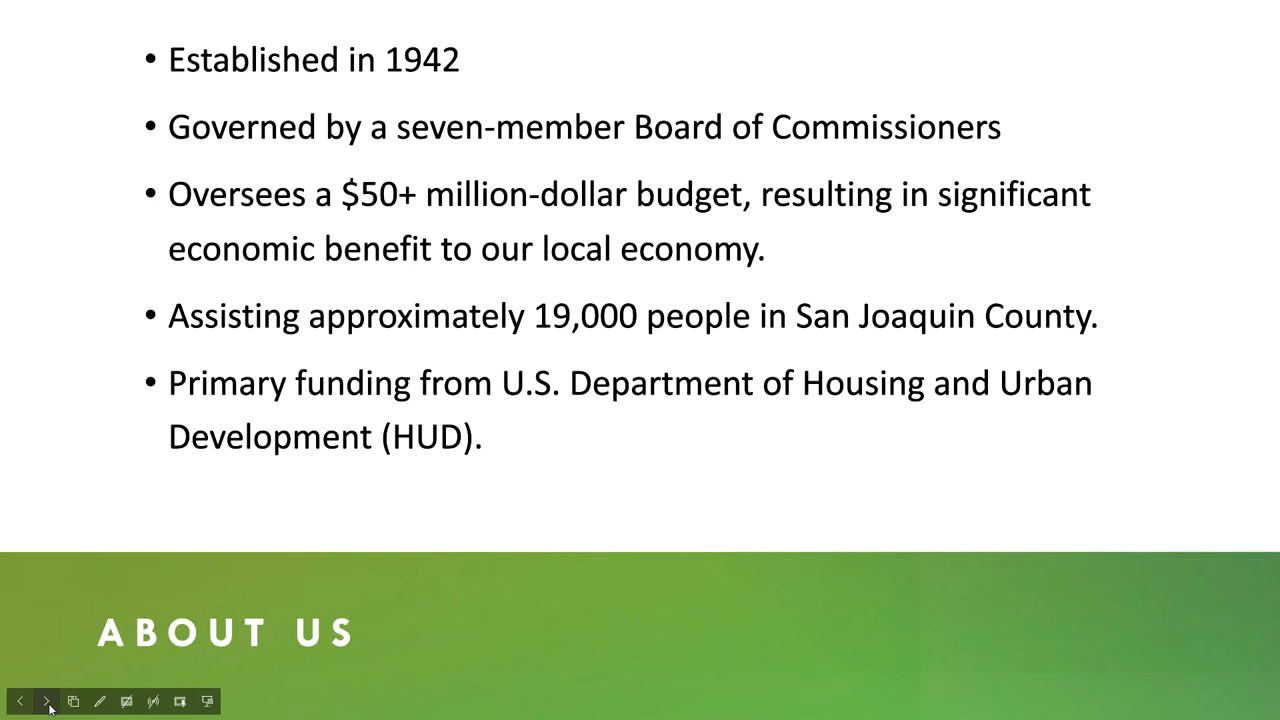 • Established in 1942
• Governed by a seven-member Board of Commissioners
• Oversees a $50+ million-dollar budget, resulting in significant
economic benefit to our local economy.
• Assisting approximately 19,000 people in San Joaquin County.
• Primary funding from U.S. Department of Housing and Urban
Development (HUD).
ABOUT US